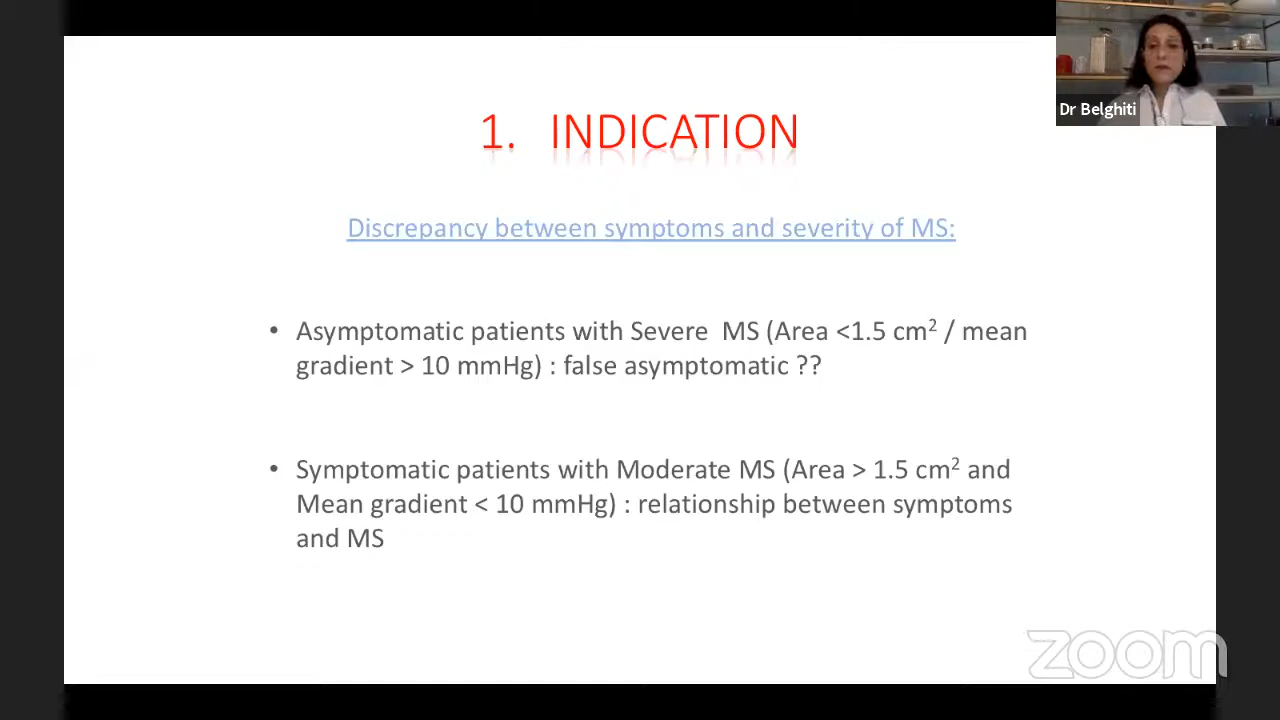 Dr Belghiti
1. INDICATION
Discrepancy between symptoms and severity of MS:
• Asymptomatic patients with Severe MS (Area <1.5 cm² / mean
gradient > 10 mmHg) : false asymptomatic ??
• Symptomatic patients with Moderate MS (Area > 1.5 cm² and
Mean gradient < 10 mmHg) : relationship between symptoms
and MS
zoom